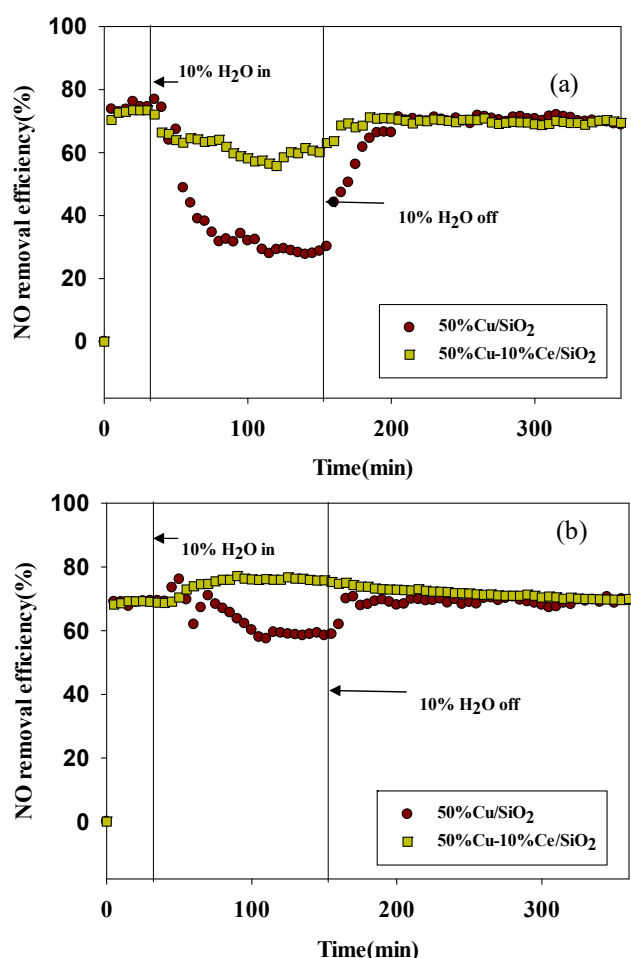 100
(a)
10% H2O in
80
60
40
10% H2O off
20
0
NO removal efficiency(%)
50%Cu/SiO2
50%Cu-10%Ce/SiO2
0
100
200
300
Time(min)
100
(b)
10% H2O in
80
60
40
10% H2O off
20
0
NO removal efficiency(%)
50%Cu/SiO2
50%Cu-10%Ce/SiO2
0
100
200
300
Time(min)